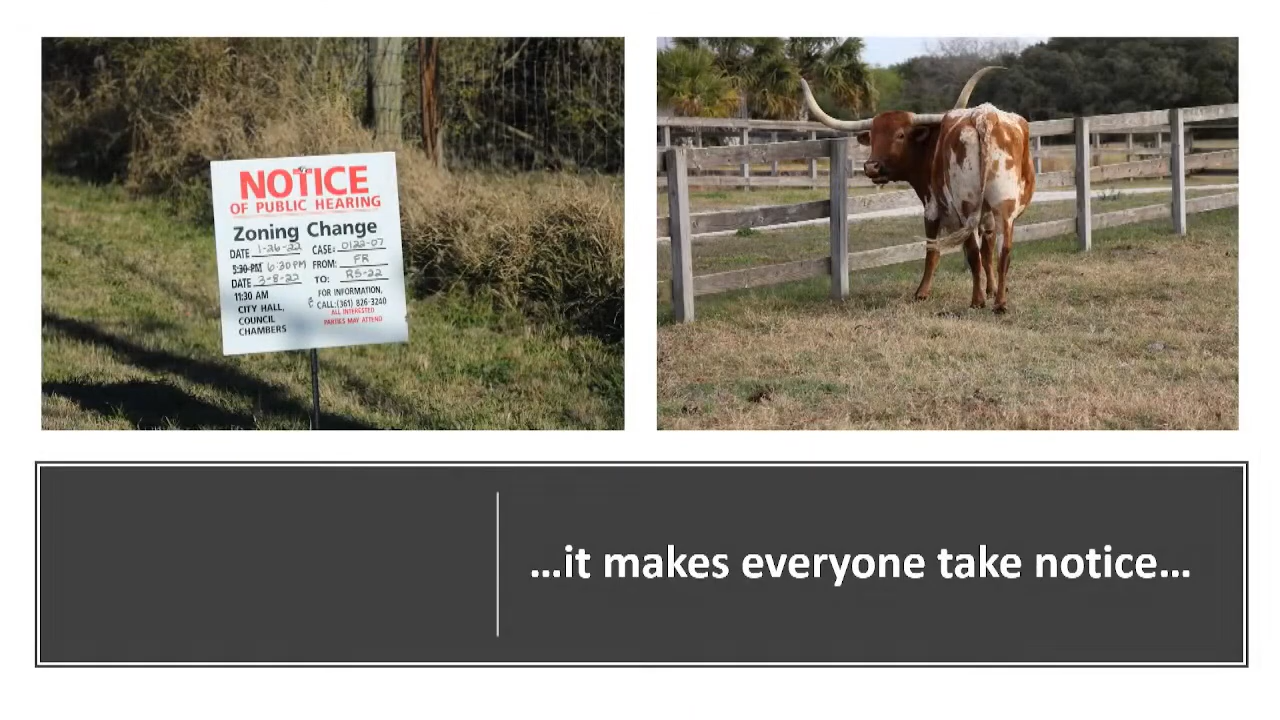 NOTICE
OF PUBLIC HEARING
Zoning Change
DATE 1-26-22
5:30 PM 6:30 PM
DATE 3-8-22
11:30 AM
CITY HALL,
COUNCIL
CHAMBERS
CASE: 0122-07
FROM: FR
TO: RS-22
FOR INFORMATION,
CALL: (361) 826-3240
ALL INTERESTED
PARTIES MAY ATTEND
...it makes everyone take notice...